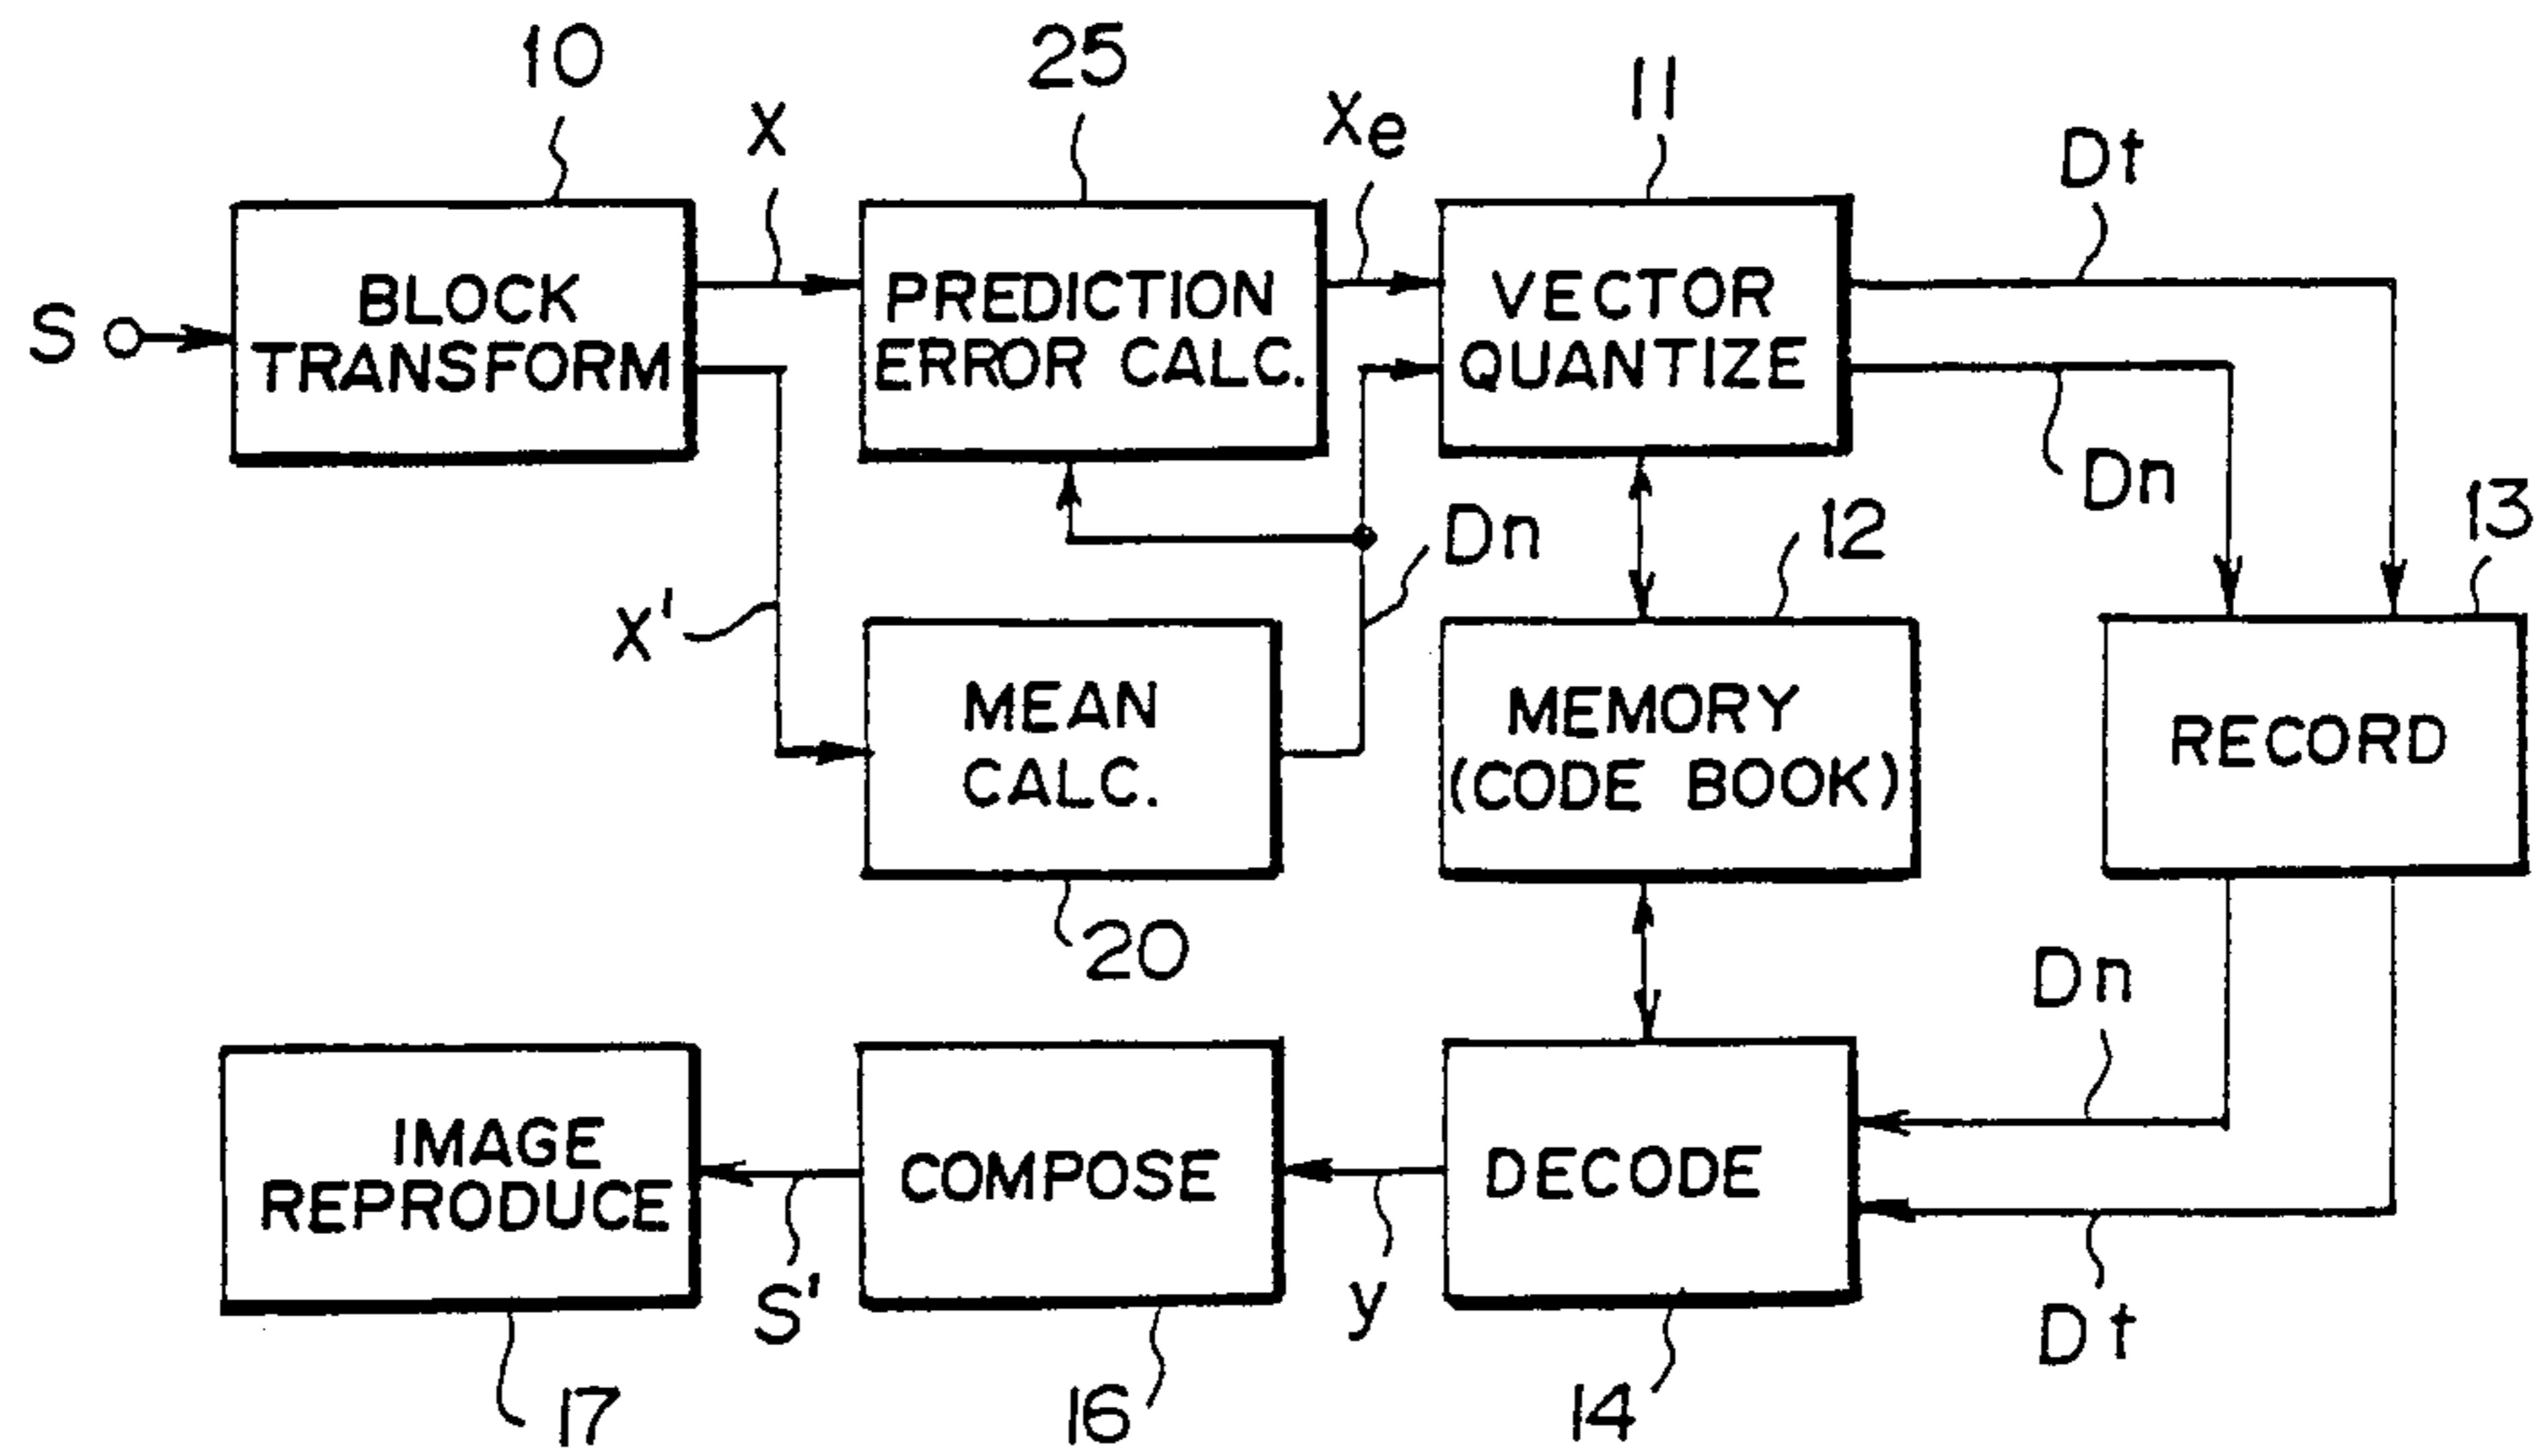 10
25
11
X
Xe
Dt
S
BLOCK
TRANSFORM
PREDICTION
ERROR CALC.
VECTOR
QUANTIZE
Dn
Dn
12
13
X'
MEAN
CALC.
MEMORY
(CODE BOOK)
RECORD
20
Dn
IMAGE
REPRODUCE
COMPOSE
DECODE
S'
y
Dt
17
16
14